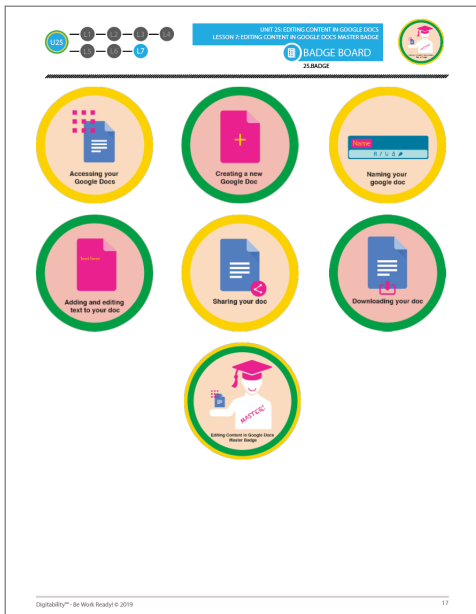 U25
L1
L2
L3
L4
L5
L6
L7
UNIT 25: EDITING CONTENT IN GOOGLE DOCS
LESSON 7: EDITING CONTENT IN GOOGLE DOCS MASTER BADGE
BADGE BOARD
25.BADGE
Accessing your
Google Docs
+
Creating a new
Google Doc
Name
Naming your
google doc
Text here
Adding and editing
text to your doc
Sharing your doc
Downloading your doc
MASTER!
Editing Content in Google Docs
Master Badge
Digitability™ - Be Work Ready! © 2019
17